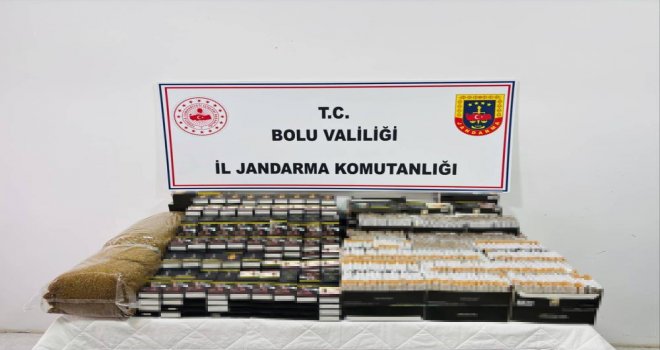 T.C.
BOLU VALİLİĞİ
İL JANDARMA KOMUTANLIĞI
JANDARMA